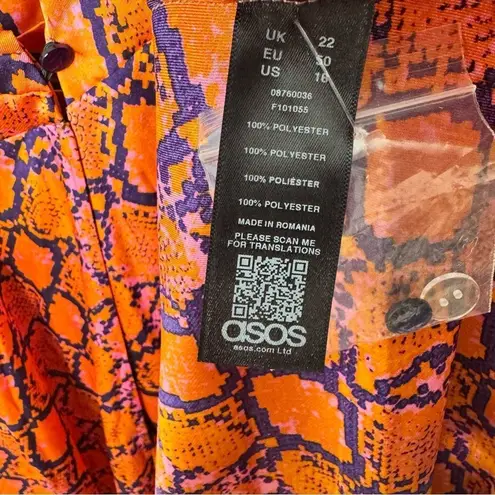 UK 22
EU 50
US 18
08760036
F101055
100% POLYESTER
100% POLYESTER
100% POLIÉSTER
100% POLYESTER
MADE IN ROMANIA
PLEASE SCAN ME
FOR TRANSLATIONS
asos
asos.com Ltd